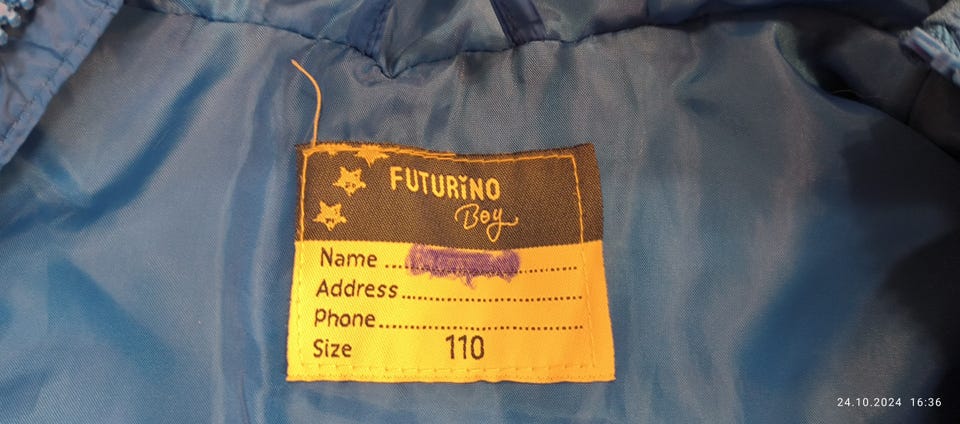 FUTURiNO
Boy
Name ..........................
Address..........................
Phone..........................
Size 110
24.10.2024 16:36